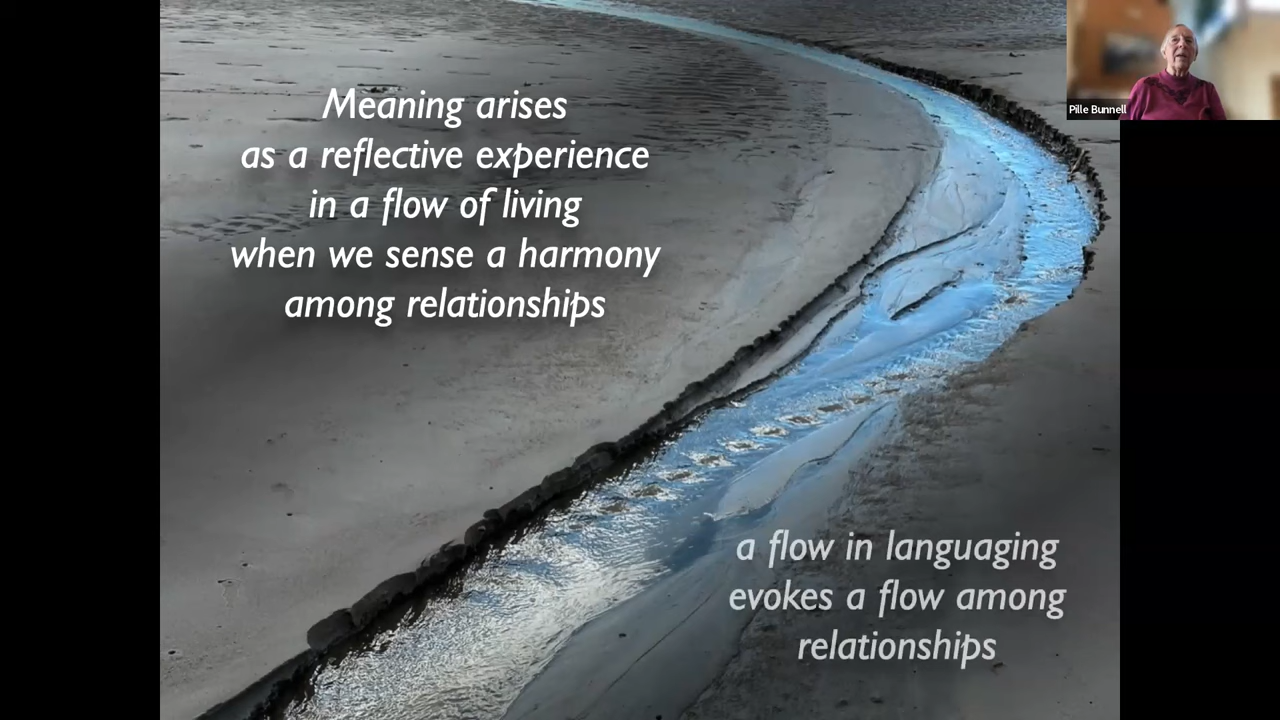 Meaning arises
as a reflective experience
in a flow of living
when we sense a harmony
among relationships
Pille Bunnell
a flow in languaging
evokes a flow among
relationships